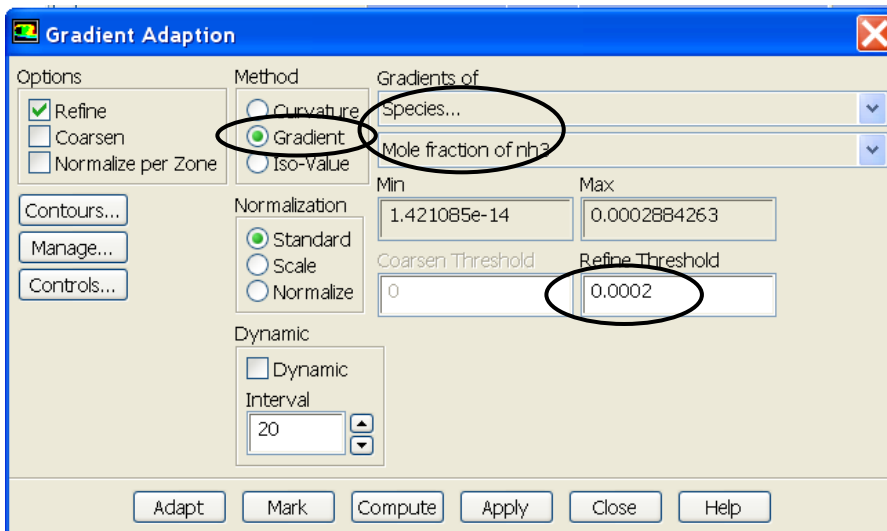 Gradient Adaption
Options
Refine
Coarsen
Normalize per Zone
Contours...
Manage...
Controls...
Method
Curvature
Gradient
Iso-Value
Normalization
Standard
Scale
Normalize
Dynamic
Dynamic
Interval
20
Gradients of
Species...
Mole fraction of nh3
Min
Max
1.421085e-14
0.0002884263
Coarsen Threshold
Refine Threshold
0
0.0002
Adapt
Mark
Compute
Apply
Close
Help